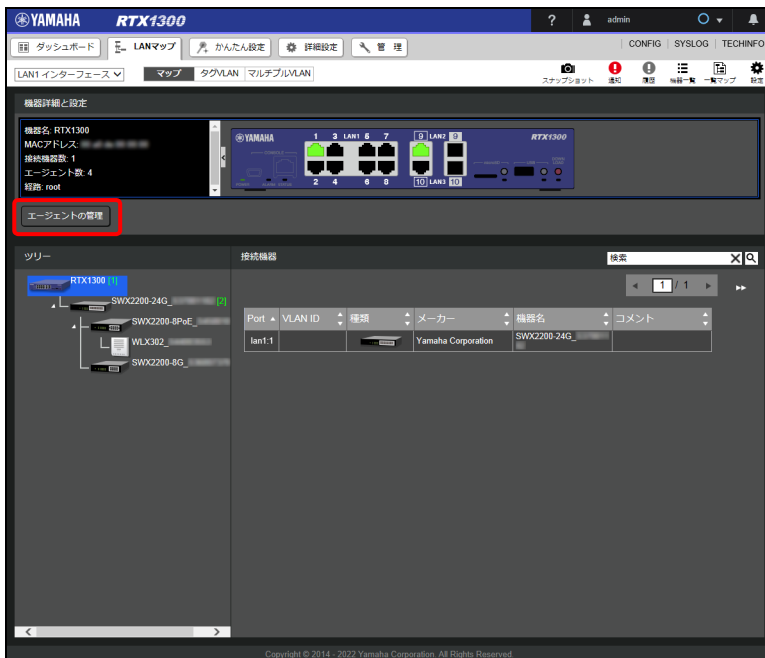 YAMAHA RTX1300 ? admin
ダッシュボード LANマップ かんたん設定 詳細設定 管 理 CONFIG SYSLOG TECHINFO
LAN1 インターフェース マップ タグVLAN マルチプルVLAN スナップショット 通知 履歴 機器一覧 一覧マップ 設定
機器詳細と設定
機器名: RTX1300
MACアドレス:
接続機器数: 1
エージェント数: 4
経路: root
YAMAHA 1 3 LAN1 5 7 9 LAN2 9 RTX1300
CONSOLE
2 4 6 8 10 LAN3 10
エージェントの管理
ツリー 接続機器 検索
RTX1300 [1] 1 / 1
SWX2200-24G_ [2]
SWX2200-8PoE_
WLX302_
SWX2200-8G_
Port VLAN ID 種類 メーカー 機器名 コメント
lan1:1 Yamaha Corporation SWX2200-24G_
Copyright © 2014 - 2022 Yamaha Corporation. All Rights Reserved.